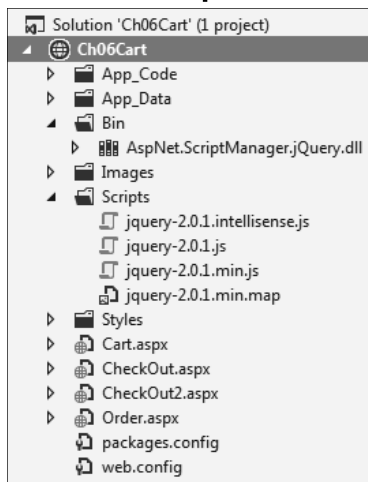 Solution 'Ch06Cart' (1 project)
Ch06Cart
App_Code
App_Data
Bin
AspNet.ScriptManager.jQuery.dll
Images
Scripts
jquery-2.0.1.intellisense.js
jquery-2.0.1.js
jquery-2.0.1.min.js
jquery-2.0.1.min.map
Styles
Cart.aspx
CheckOut.aspx
CheckOut2.aspx
Order.aspx
packages.config
web.config